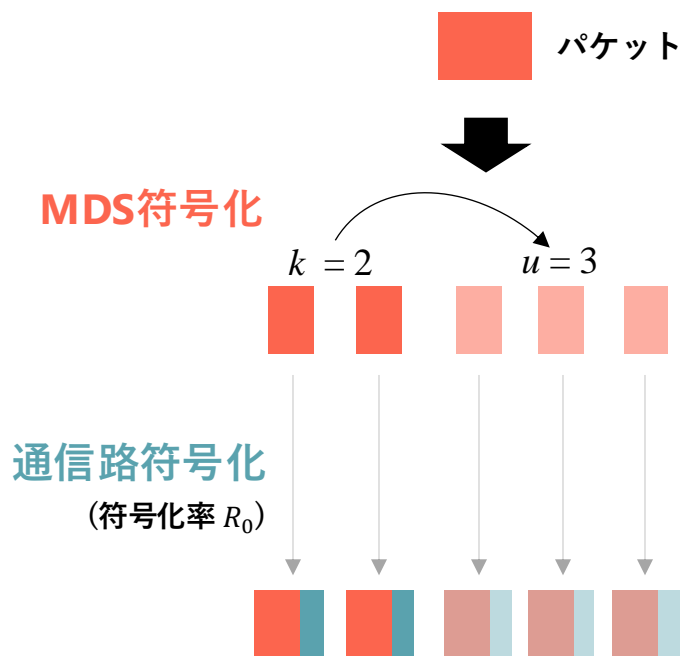 パケット
MDS符号化
k = 2
u = 3
通信路符号化
(符号化率 R₀)